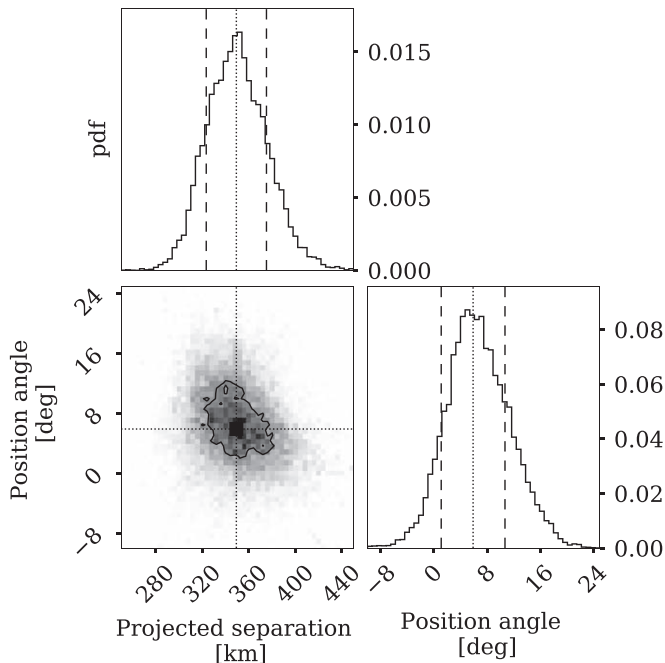 pdf
0.015
0.010
0.005
0.000
Position angle
[deg]
24
16
8
0
−8
0.08
0.06
0.04
0.02
0.00
280 320 360 400 440
−8 0 8 16 24
Projected separation
[km]
Position angle
[deg]